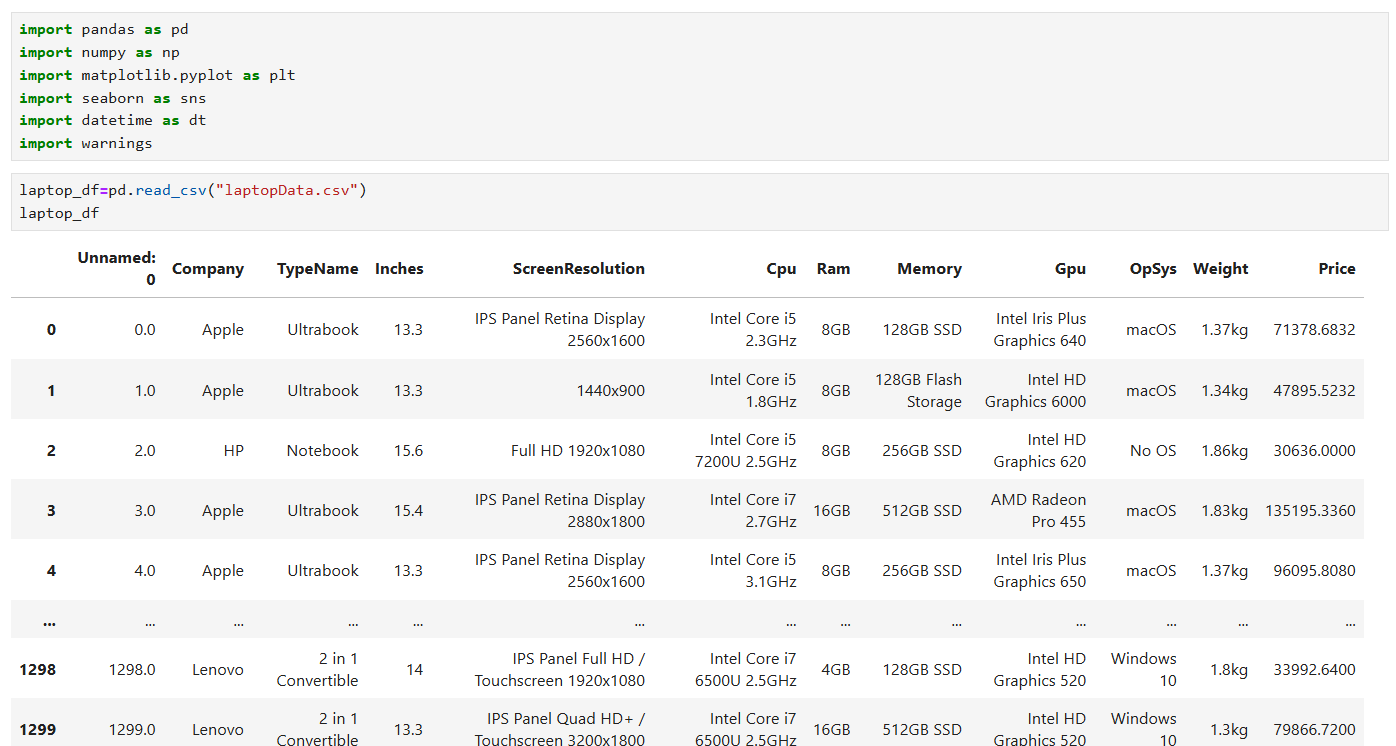 import pandas as pd
import numpy as np
import matplotlib.pyplot as plt
import seaborn as sns
import datetime as dt
import warnings
laptop_df=pd.read_csv("laptopData.csv")
laptop_df
Unnamed: 0 Company TypeName Inches ScreenResolution Cpu Ram Memory Gpu OpSys Weight Price
0 0.0 Apple Ultrabook 13.3 IPS Panel Retina Display 2560x1600 Intel Core i5 2.3GHz 8GB 128GB SSD Intel Iris Plus Graphics 640 macOS 1.37kg 71378.6832
1 1.0 Apple Ultrabook 13.3 1440x900 Intel Core i5 1.8GHz 8GB 128GB Flash Storage Intel HD Graphics 6000 macOS 1.34kg 47895.5232
2 2.0 HP Notebook 15.6 Full HD 1920x1080 Intel Core i5 7200U 2.5GHz 8GB 256GB SSD Intel HD Graphics 620 No OS 1.86kg 30636.0000
3 3.0 Apple Ultrabook 15.4 IPS Panel Retina Display 2880x1800 Intel Core i7 2.7GHz 16GB 512GB SSD AMD Radeon Pro 455 macOS 1.83kg 135195.3360
4 4.0 Apple Ultrabook 13.3 IPS Panel Retina Display 2560x1600 Intel Core i5 3.1GHz 8GB 256GB SSD Intel Iris Plus Graphics 650 macOS 1.37kg 96095.8080
... ... ... ... ... ... ... ... ... ... ... ... ...
1298 1298.0 Lenovo 2 in 1 Convertible 14 IPS Panel Full HD / Touchscreen 1920x1080 Intel Core i7 6500U 2.5GHz 4GB 128GB SSD Intel HD Graphics 520 Windows 10 1.8kg 33992.6400
1299 1299.0 Lenovo 2 in 1 Convertible 13.3 IPS Panel Quad HD+ / Touchscreen 3200x1800 Intel Core i7 6500U 2.5GHz 16GB 512GB SSD Intel HD Graphics 520 Windows 10 1.3kg 79866.7200